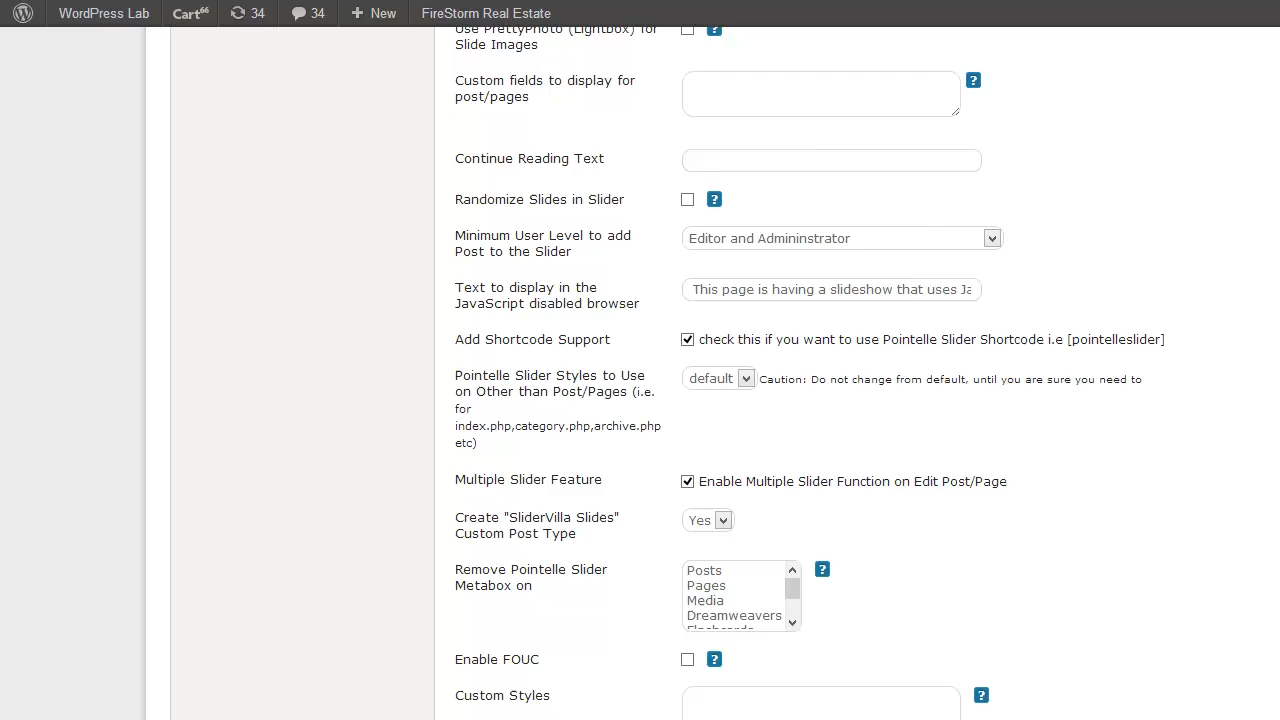 WordPress Lab Cart66 34 34 + New FireStorm Real Estate
Use PrettyPhoto (Lightbox) for
Slide Images
?
Custom fields to display for
post/pages
?
Continue Reading Text
Randomize Slides in Slider
?
Minimum User Level to add
Post to the Slider
Editor and Admininstrator
Text to display in the
JavaScript disabled browser
This page is having a slideshow that uses Ja
Add Shortcode Support
check this if you want to use Pointelle Slider Shortcode i.e [pointelleslider]
Pointelle Slider Styles to Use
on Other than Post/Pages (i.e.
for
index.php,category.php,archive.php
etc)
default
Caution: Do not change from default, until you are sure you need to
Multiple Slider Feature
Enable Multiple Slider Function on Edit Post/Page
Create "SliderVilla Slides"
Custom Post Type
Yes
Remove Pointelle Slider
Metabox on
Posts
Pages
Media
Dreamweavers
Flashcards
?
Enable FOUC
?
Custom Styles
?